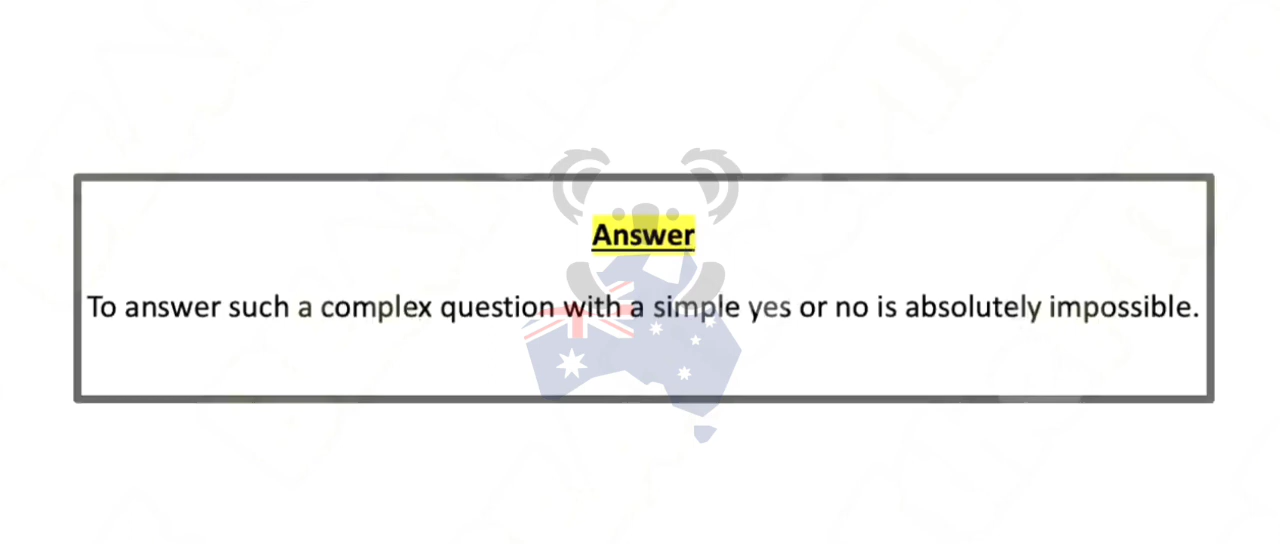 Answer
To answer such a complex question with a simple yes or no is absolutely impossible.